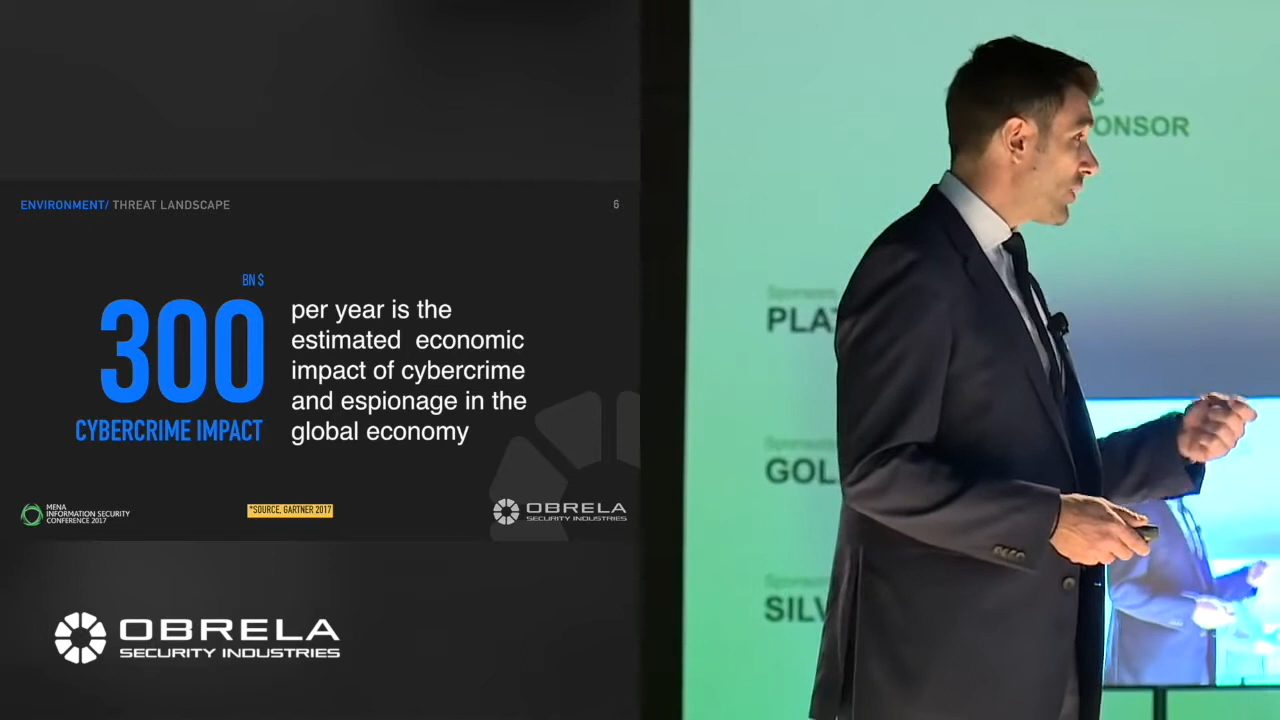 ENVIRONMENT/ THREAT LANDSCAPE
6
BN $
300
CYBERCRIME IMPACT
per year is the
estimated economic
impact of cybercrime
and espionage in the
global economy
MENA
INFORMATION SECURITY
CONFERENCE 2017
*SOURCE, GARTNER 2017
OBRELA
SECURITY INDUSTRIES
OBRELA
SECURITY INDUSTRIES
ONSOR
PLA
GOL
SILV